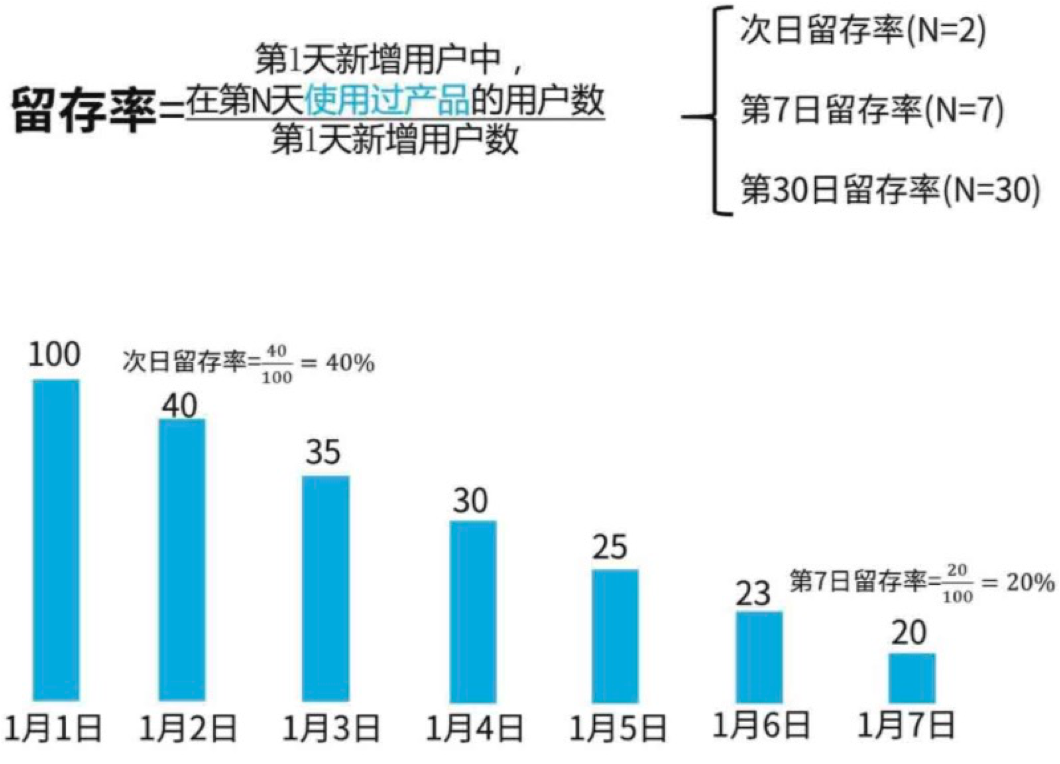 留存率=
第1天新增用户中，
在第N天使用过产品的用户数
第1天新增用户数
次日留存率(N=2)
第7日留存率(N=7)
第30日留存率(N=30)
100
次日留存率=40/100 = 40%
40
35
30
25
23
第7日留存率=20/100 = 20%
20
1月1日
1月2日
1月3日
1月4日
1月5日
1月6日
1月7日